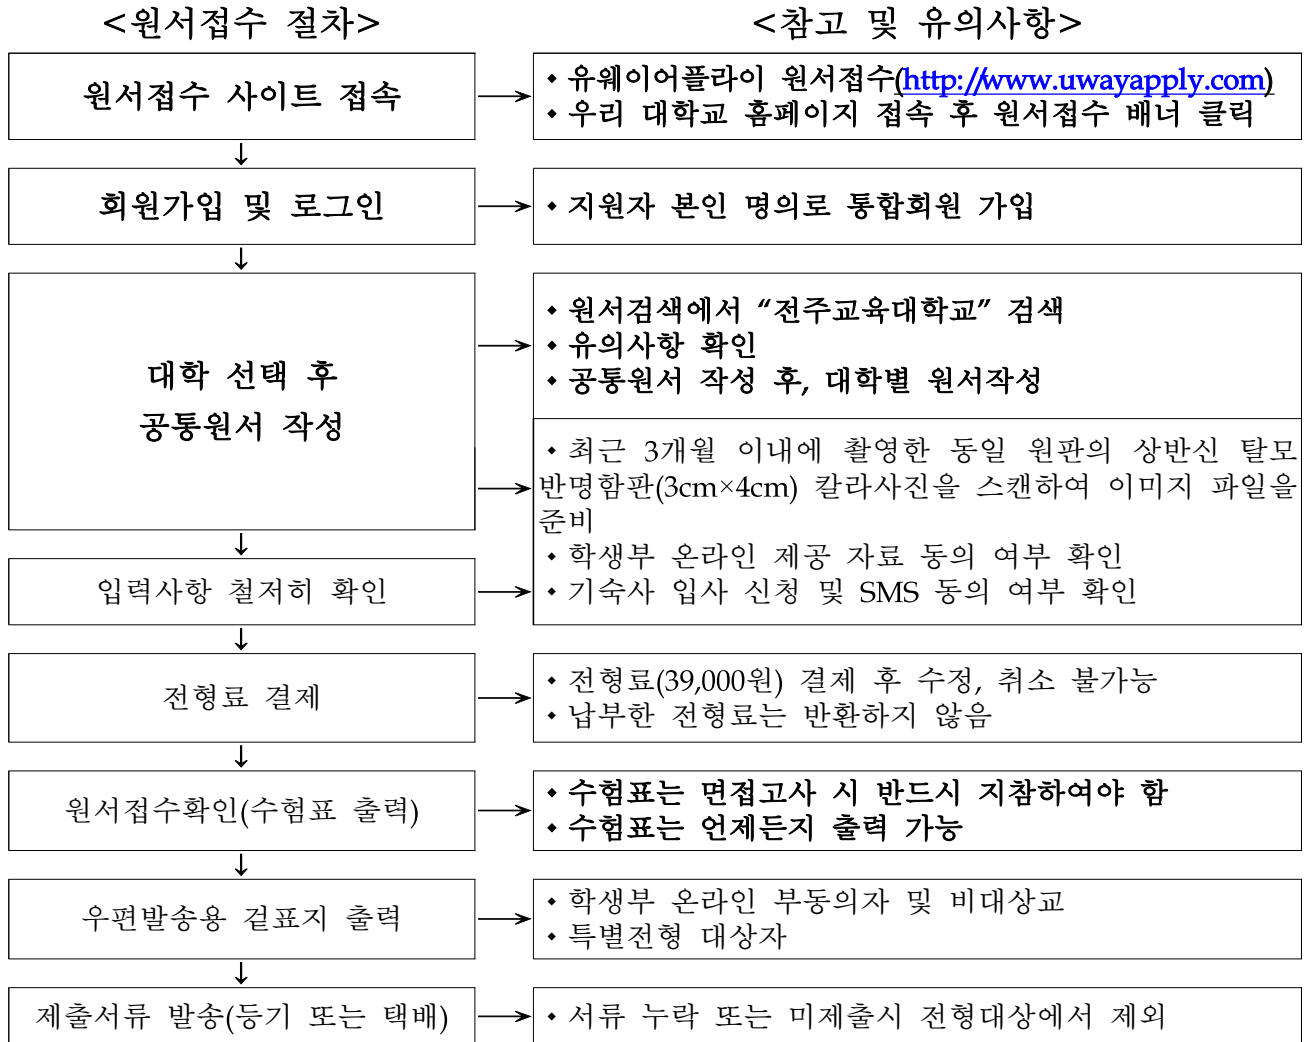 <원서접수 절차>
<참고 및 유의사항>
원서접수 사이트 접속
→
⬩ 유웨이어플라이 원서접수(http://www.uwayapply.com)
⬩ 우리 대학교 홈페이지 접속 후 원서접수 배너 클릭
↓
회원가입 및 로그인
→
⬩ 지원자 본인 명의로 통합회원 가입
↓
대학 선택 후
공통원서 작성
→
⬩ 원서검색에서 “전주교육대학교” 검색
⬩ 유의사항 확인
⬩ 공통원서 작성 후, 대학별 원서작성
→
⬩ 최근 3개월 이내에 촬영한 동일 원판의 상반신 탈모
반명함판(3cm×4cm) 칼라사진을 스캔하여 이미지 파일을
준비
⬩ 학생부 온라인 제공 자료 동의 여부 확인
⬩ 기숙사 입사 신청 및 SMS 동의 여부 확인
↓
입력사항 철저히 확인
→
↓
전형료 결제
→
⬩ 전형료(39,000원) 결제 후 수정, 취소 불가능
⬩ 납부한 전형료는 반환하지 않음
↓
원서접수확인(수험표 출력)
→
⬩ 수험표는 면접고사 시 반드시 지참하여야 함
⬩ 수험표는 언제든지 출력 가능
↓
우편발송용 겉표지 출력
→
⬩ 학생부 온라인 부동의자 및 비대상교
⬩ 특별전형 대상자
↓
제출서류 발송(등기 또는 택배)
→
⬩ 서류 누락 또는 미제출시 전형대상에서 제외